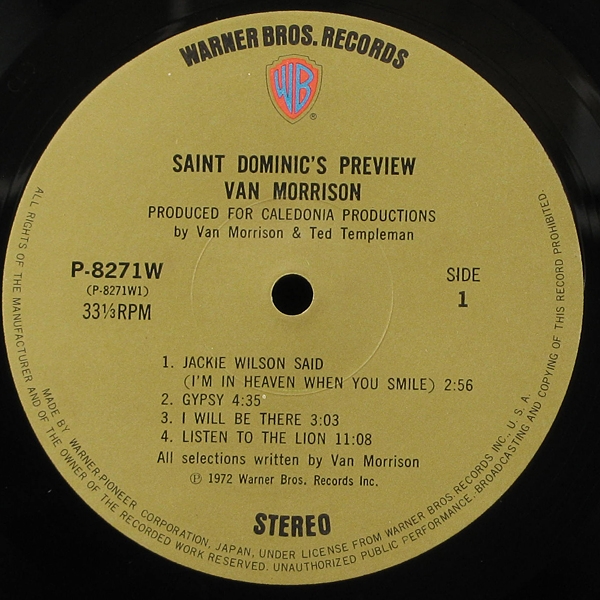 WARNER BROS. RECORDS
WB
®
SAINT DOMINIC'S PREVIEW
VAN MORRISON
PRODUCED FOR CALEDONIA PRODUCTIONS
by Van Morrison & Ted Templeman
P-8271W
(P-8271W1)
33⅓RPM
SIDE
1
1. JACKIE WILSON SAID
(I'M IN HEAVEN WHEN YOU SMILE) 2:56
2. GYPSY 4:35
3. I WILL BE THERE 3:03
4. LISTEN TO THE LION 11:08
All selections written by Van Morrison
℗ 1972 Warner Bros. Records Inc.
STEREO
MADE BY WARNER-PIONEER CORPORATION, JAPAN, UNDER LICENSE FROM WARNER BROS. RECORDS INC., U.S.A.
ALL RIGHTS OF THE MANUFACTURER AND OF THE OWNER OF THE RECORDED WORK RESERVED. UNAUTHORIZED PUBLIC PERFORMANCE, BROADCASTING AND COPYING OF THIS RECORD PROHIBITED.